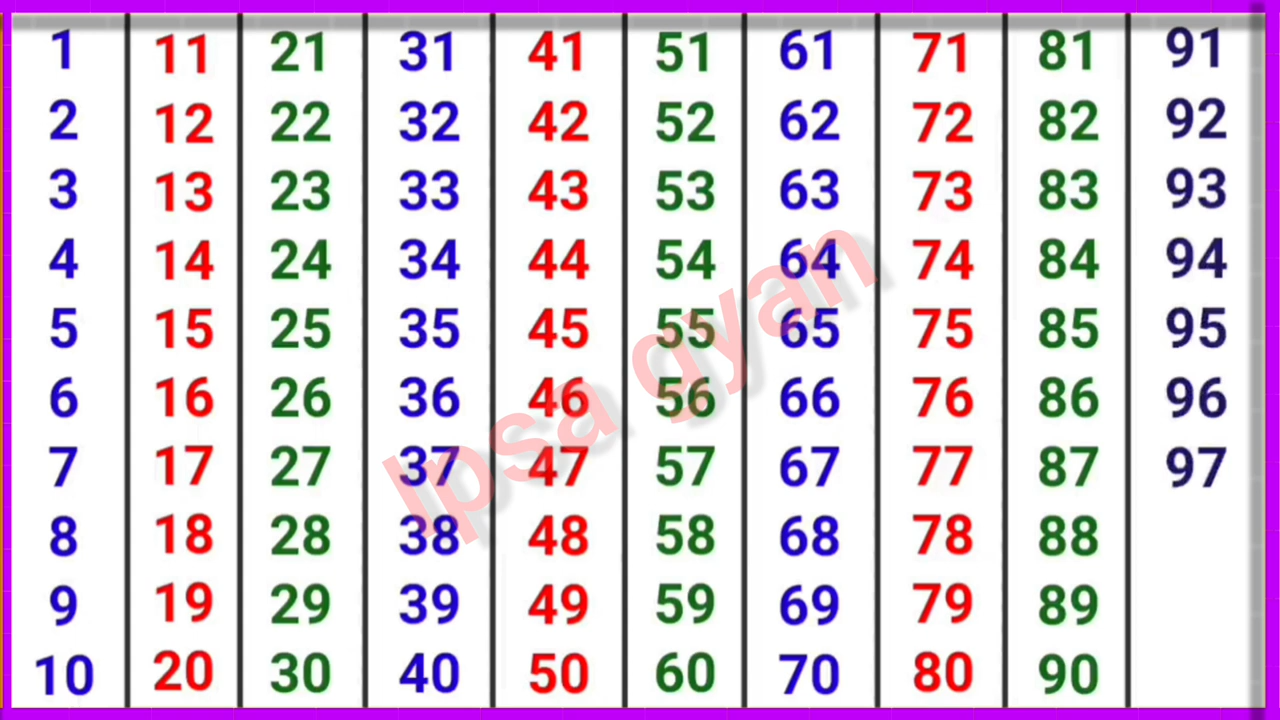 1 11 21 31 41 51 61 71 81 91
2 12 22 32 42 52 62 72 82 92
3 13 23 33 43 53 63 73 83 93
4 14 24 34 44 54 64 74 84 94
5 15 25 35 45 55 65 75 85 95
6 16 26 36 46 56 66 76 86 96
7 17 27 37 47 57 67 77 87 97
8 18 28 38 48 58 68 78 88
9 19 29 39 49 59 69 79 89
10 20 30 40 50 60 70 80 90
Ipsa gyan